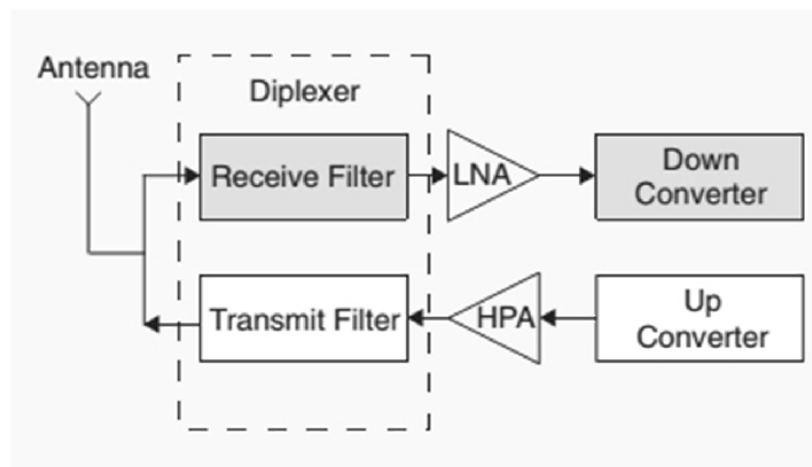 Antenna
Diplexer
Receive Filter
LNA
Down
Converter
Transmit Filter
HPA
Up
Converter